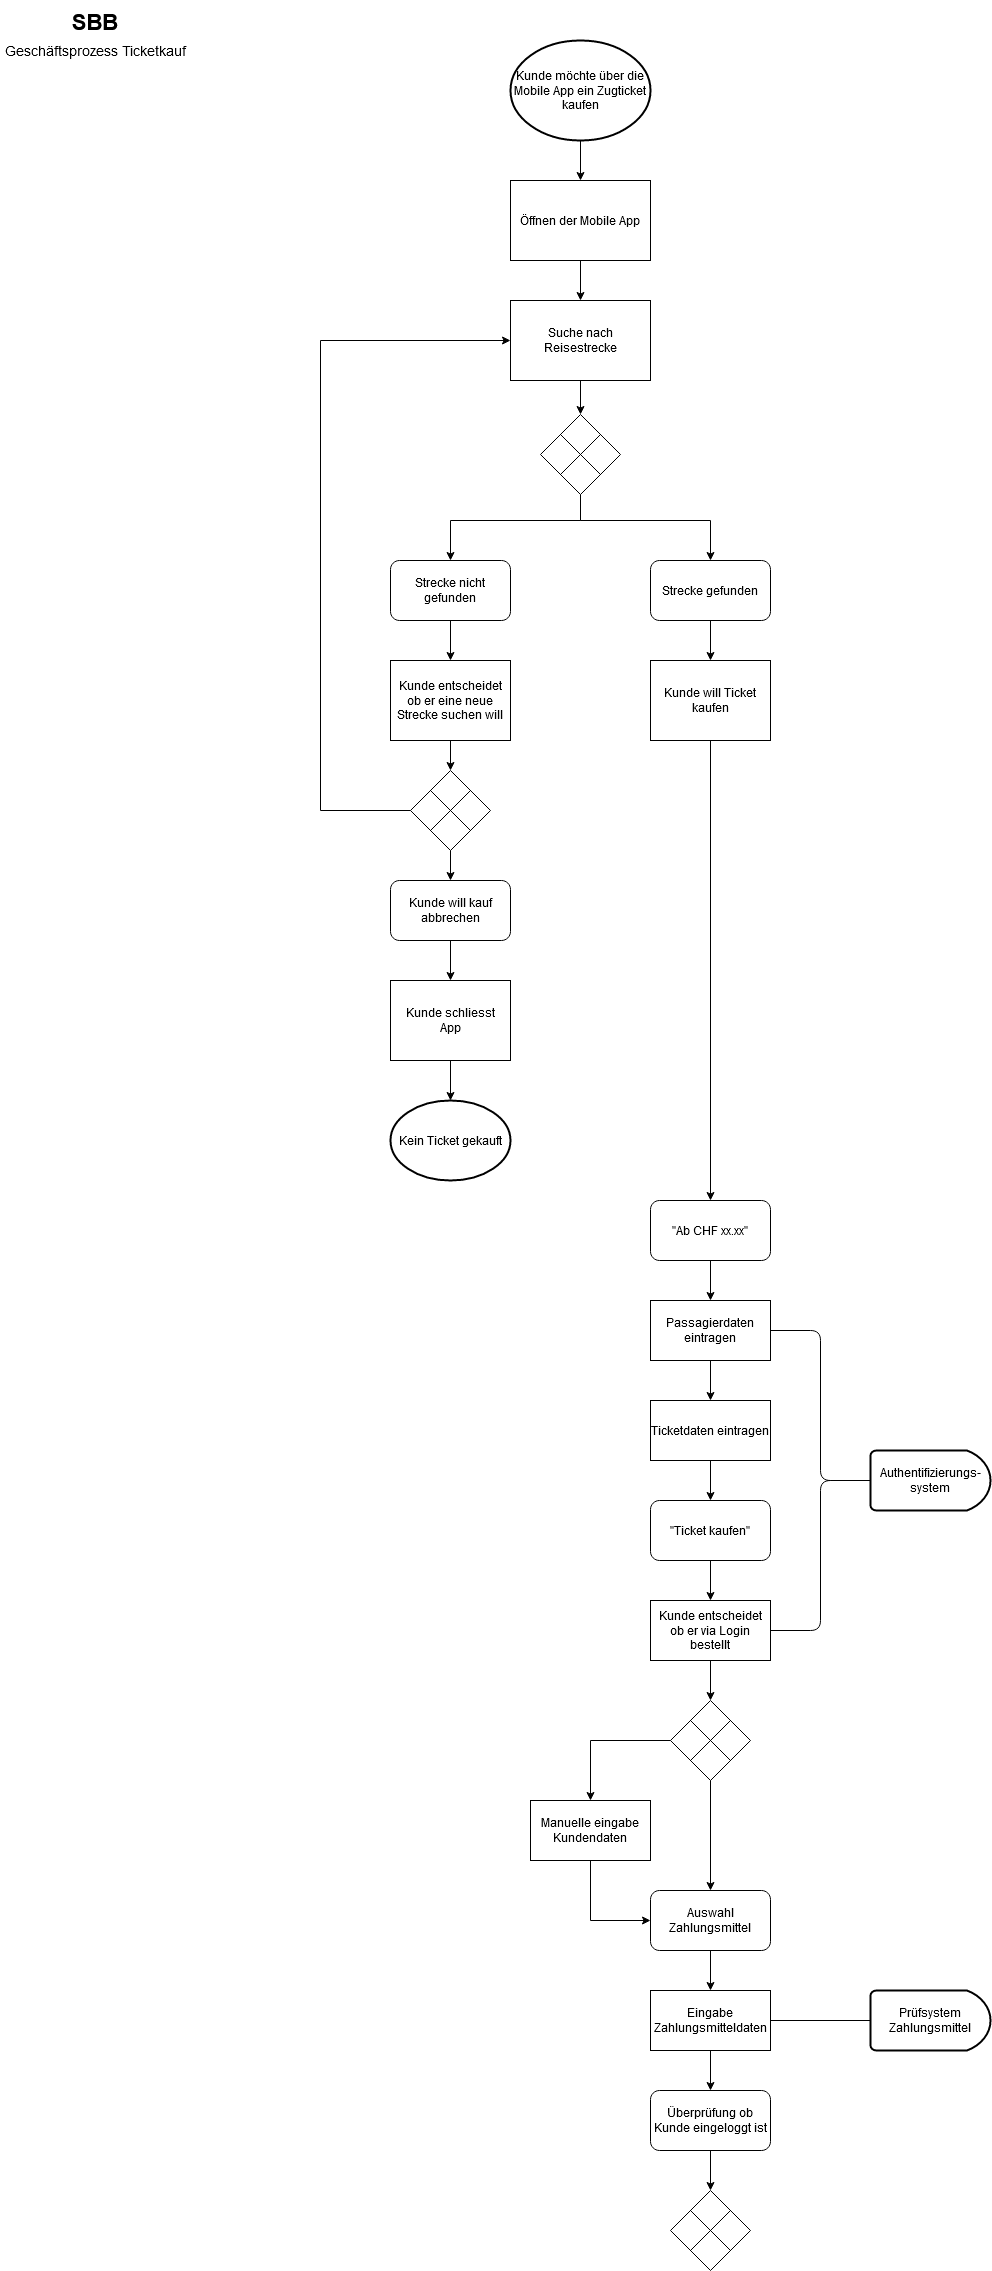 SBB
Geschäftsprozess Ticketkauf
Kunde möchte über die
Mobile App ein Zugticket
kaufen
Öffnen der Mobile App
Suche nach
Reisestrecke
Strecke nicht
gefunden
Strecke gefunden
Kunde entscheidet
ob er eine neue
Strecke suchen will
Kunde will Ticket
kaufen
Kunde will kauf
abbrechen
Kunde schliesst
App
Kein Ticket gekauft
"Ab CHF xx.xx"
Passagierdaten
eintragen
Ticketdaten eintragen
Authentifizierungs-
system
"Ticket kaufen"
Kunde entscheidet
ob er via Login
bestellt
Manuelle eingabe
Kundendaten
Auswahl
Zahlungsmittel
Eingabe
Zahlungsmitteldaten
Prüfsystem
Zahlungsmittel
Überprüfung ob
Kunde eingeloggt ist